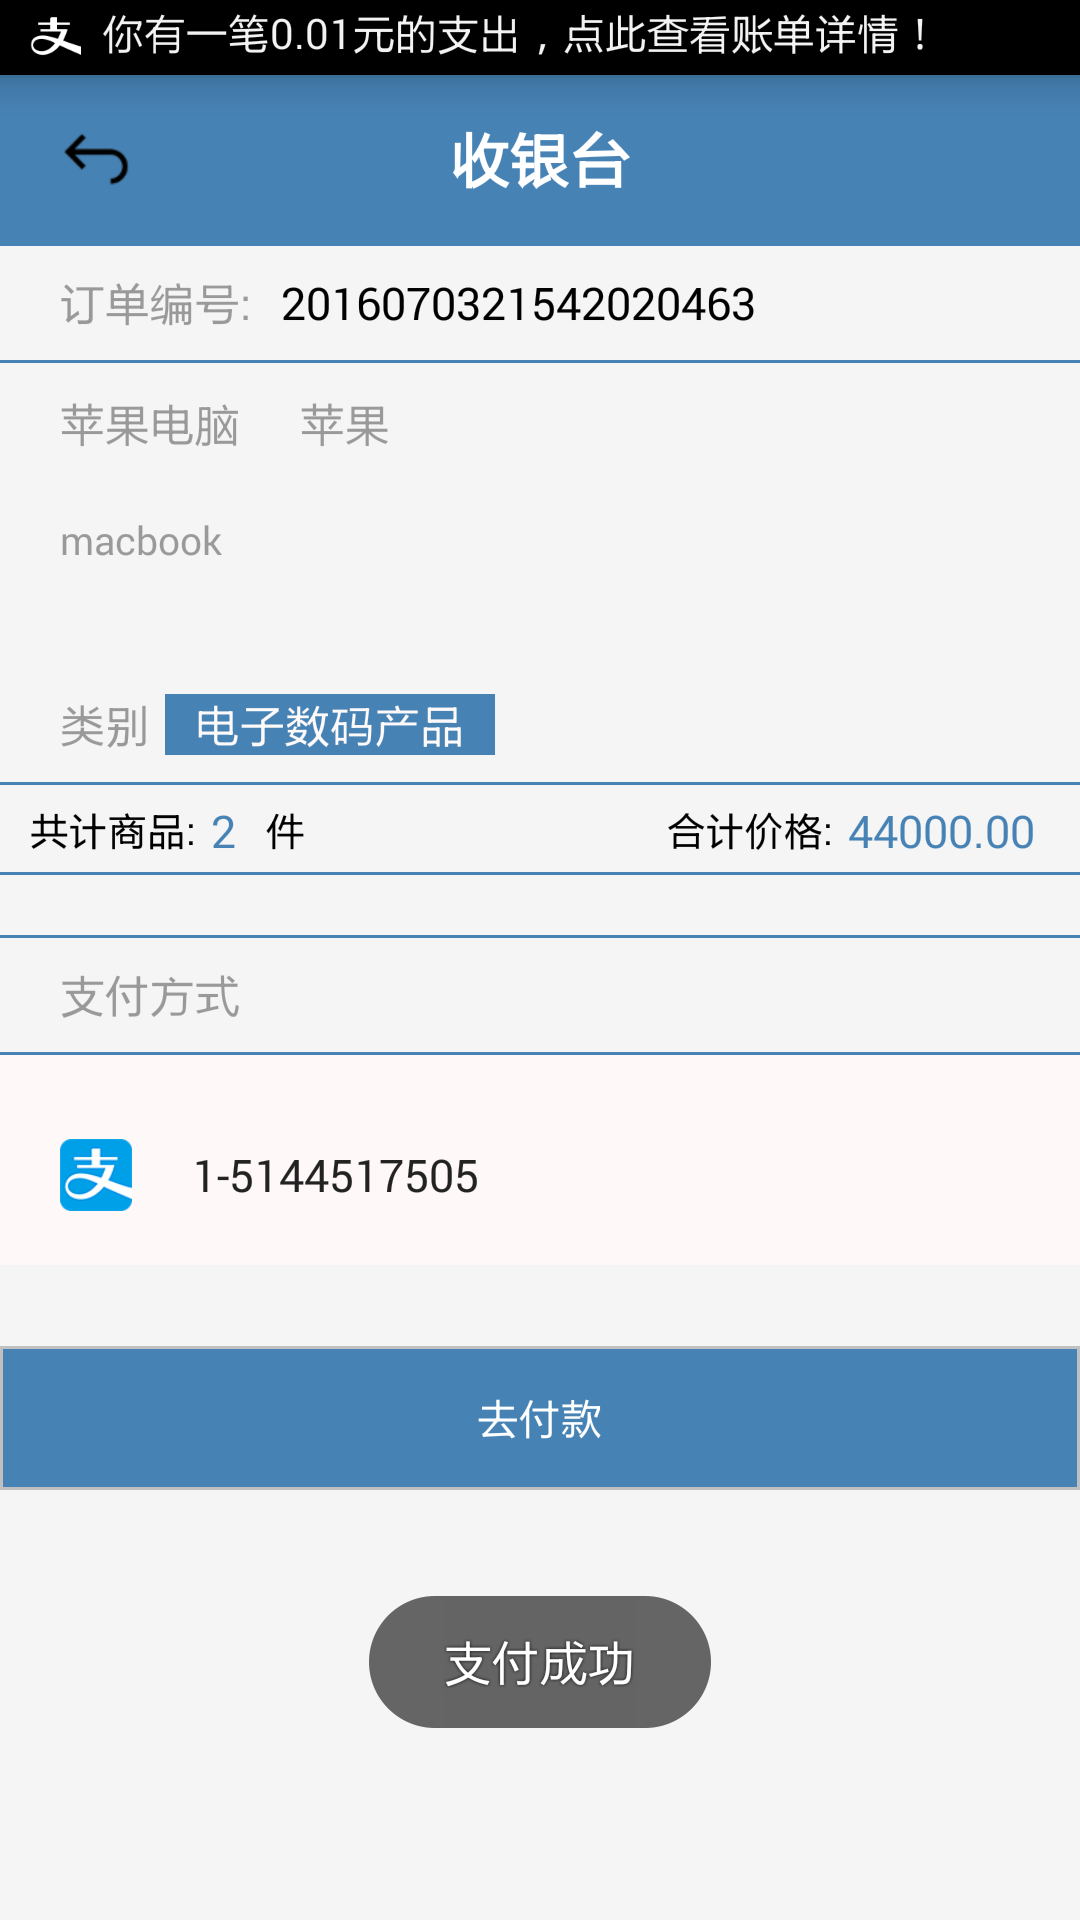 支 你有一笔0.01元的支出，点此查看账单详情！
收银台
订单编号: 2016070321542020463
苹果电脑 苹果
macbook
类别 电子数码产品
共计商品: 2 件 合计价格: 44000.00
支付方式
支 1-5144517505
去付款
支付成功